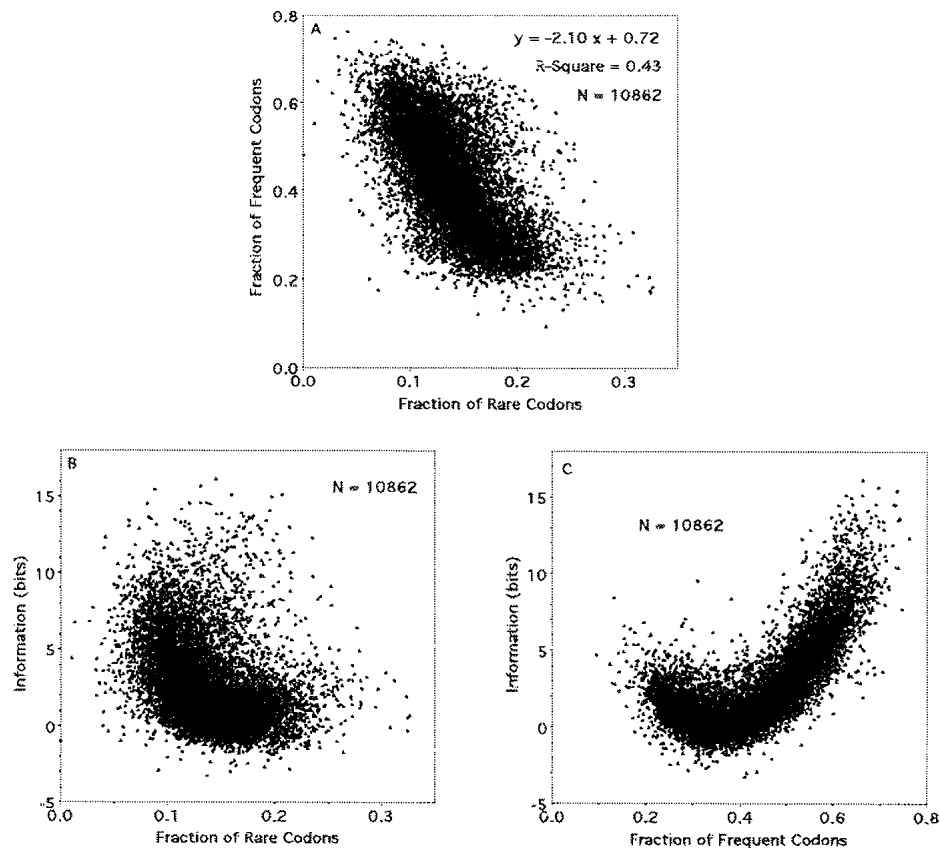 A
y = -2.10 x + 0.72
R-Square = 0.43
N = 10862
0.8
0.6
0.4
0.2
0.0
Fraction of Frequent Codons
0.0 0.1 0.2 0.3
Fraction of Rare Codons
B
N = 10862
15
10
5
0
-5
Information (bits)
0.0 0.1 0.2 0.3
Fraction of Rare Codons
C
N = 10862
15
10
5
0
-5
Information (bits)
0.0 0.2 0.4 0.6 0.8
Fraction of Frequent Codons